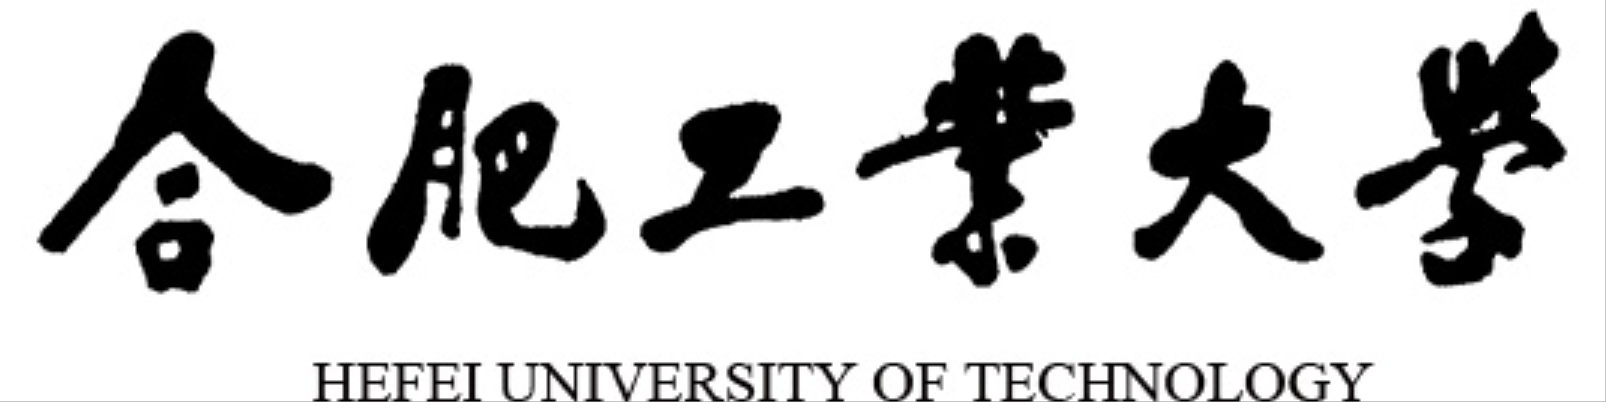 合肥工業大學
HEFEI UNIVERSITY OF TECHNOLOGY